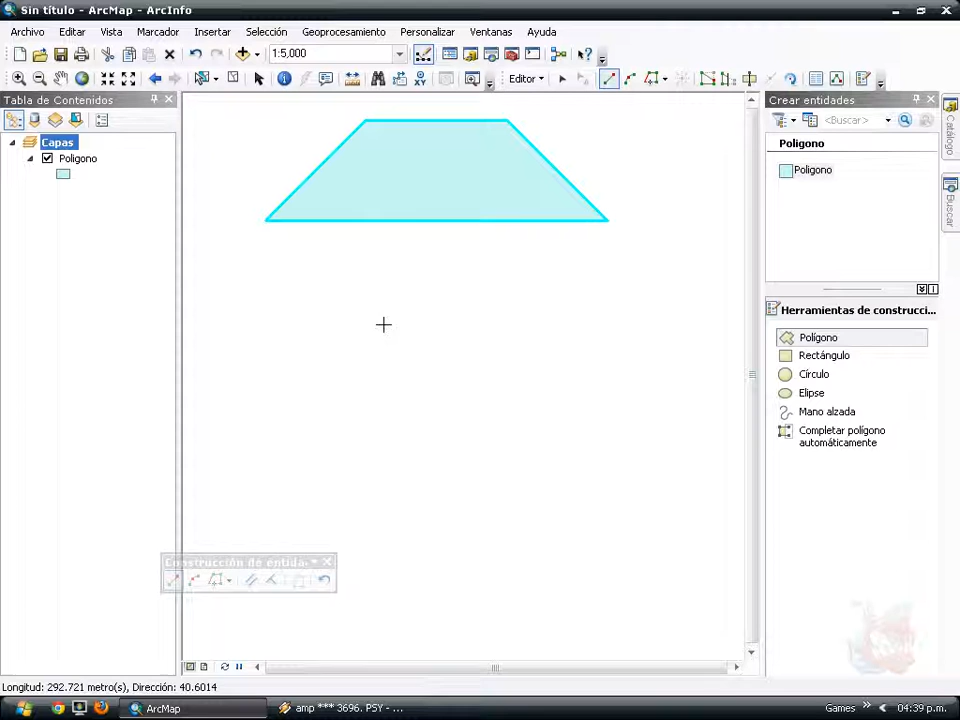 Sin título - ArcMap - ArcInfo
Archivo Editar Vista Marcador Insertar Selección Geoprocesamiento Personalizar Ventanas Ayuda
1:5,000
Editor
Tabla de Contenidos
Crear entidades
Capas
Poligono
<Buscar>
Poligono
Poligono
Catálogo
Buscar
Herramientas de construcci...
Polígono
Rectángulo
Círculo
Elipse
Mano alzada
Completar polígono
automáticamente
Construcción de entida
Longitud: 292.721 metro(s), Dirección: 40.6014
ArcMap
amp *** 3696. PSY - ...
Games
04:39 p.m.